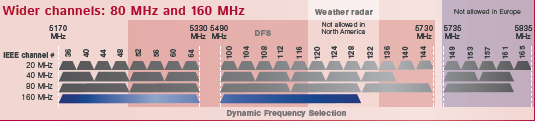 Wider channels: 80 MHz and 160 MHz
Weather radar
Not allowed in Europe
5170 MHz
5330 MHz
5490 MHz
DFS
Not allowed in North America
5730 MHz
5735 MHz
5835 MHz
IEEE channel # 36 40 44 48 52 56 60 64 100 104 108 112 116 120 124 128 132 136 140 144 149 153 157 161 165
20 MHz
40 MHz
80 MHz
160 MHz
Dynamic Frequency Selection